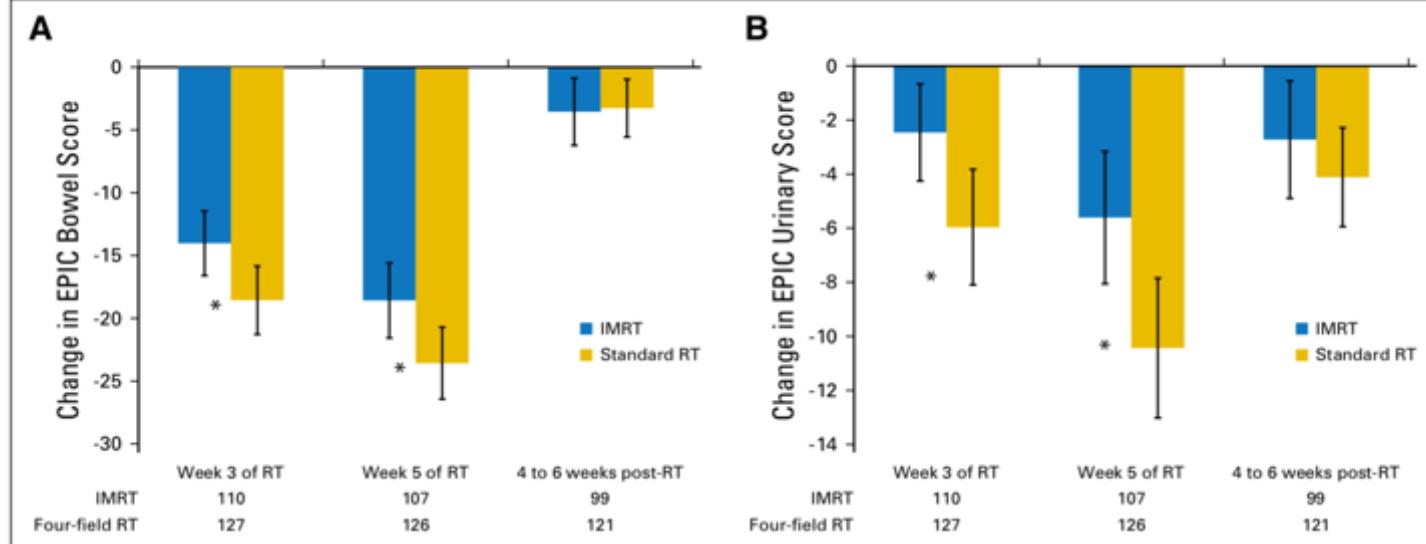 A
Change in EPIC Bowel Score
0
-5
-10
-15
-20
-25
-30
*
*
IMRT
Standard RT
Week 3 of RT Week 5 of RT 4 to 6 weeks post-RT
IMRT 110 107 99
Four-field RT 127 126 121
B
Change in EPIC Urinary Score
0
-2
-4
-6
-8
-10
-12
-14
*
*
IMRT
Standard RT
Week 3 of RT Week 5 of RT 4 to 6 weeks post-RT
IMRT 110 107 99
Four-field RT 127 126 121